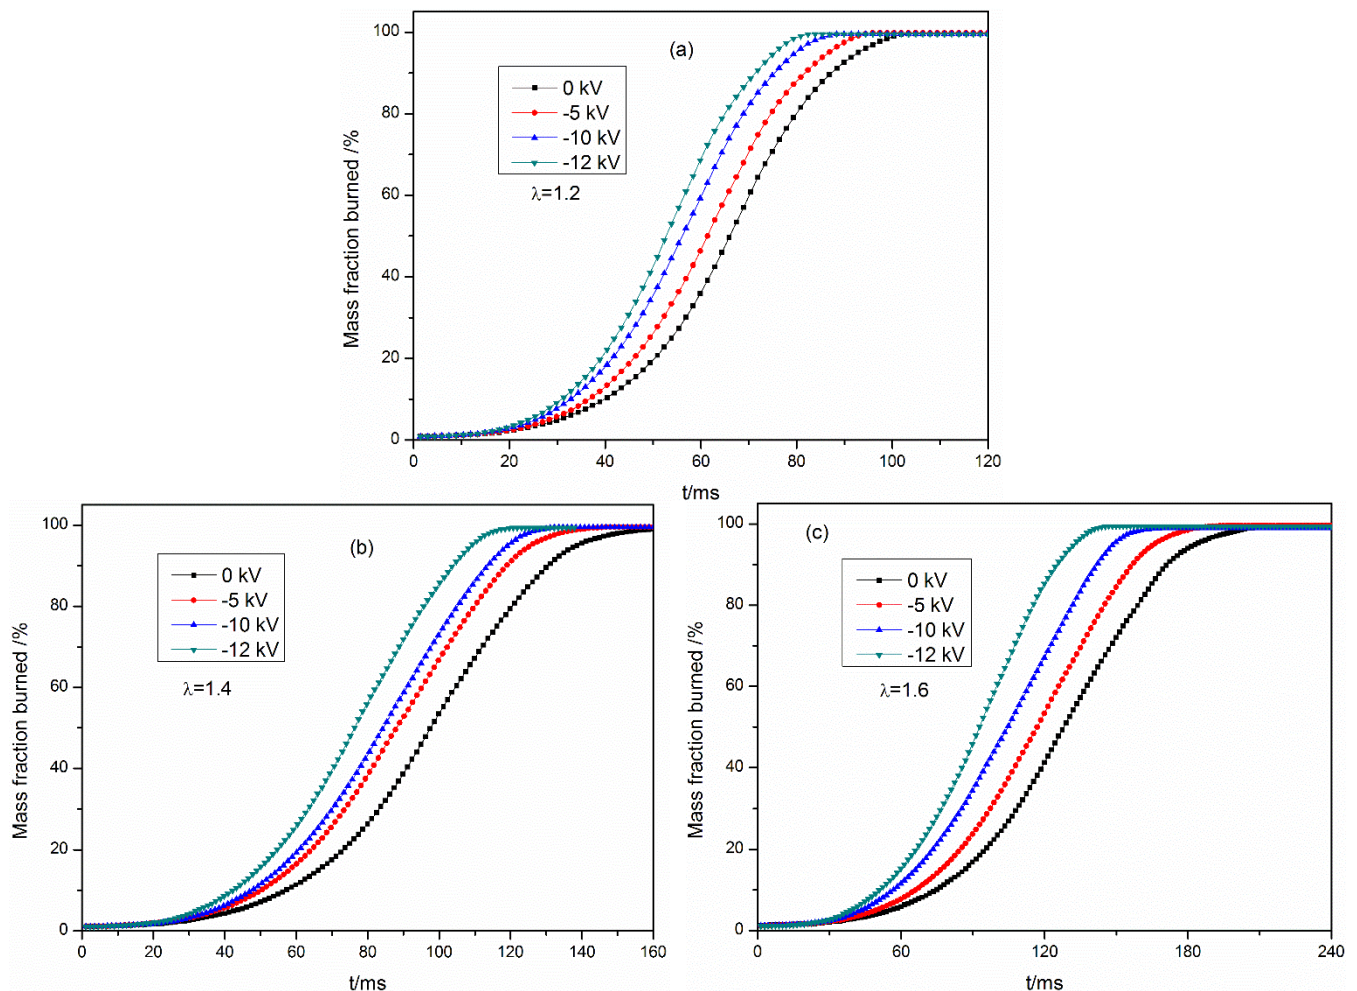 (a)
0 kV
-5 kV
-10 kV
-12 kV
λ=1.2
Mass fraction burned /%
100
80
60
40
20
0
0 20 40 60 80 100 120
t/ms
(b)
0 kV
-5 kV
-10 kV
-12 kV
λ=1.4
Mass fraction burned /%
100
80
60
40
20
0
0 20 40 60 80 100 120 140 160
t/ms
(c)
0 kV
-5 kV
-10 kV
-12 kV
λ=1.6
Mass fraction burned /%
100
80
60
40
20
0
0 60 120 180 240
t/ms